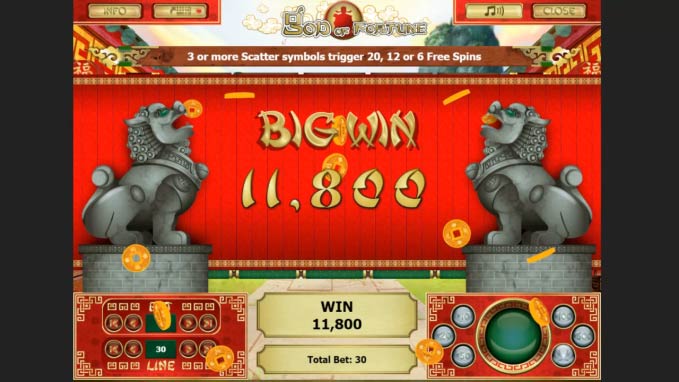 INFO
God of Fortune
CLOSE
3 or more Scatter symbols trigger 20, 12 or 6 Free Spins
BIG WIN
11,800
WIN
11,800
Total Bet: 30
30
LINE